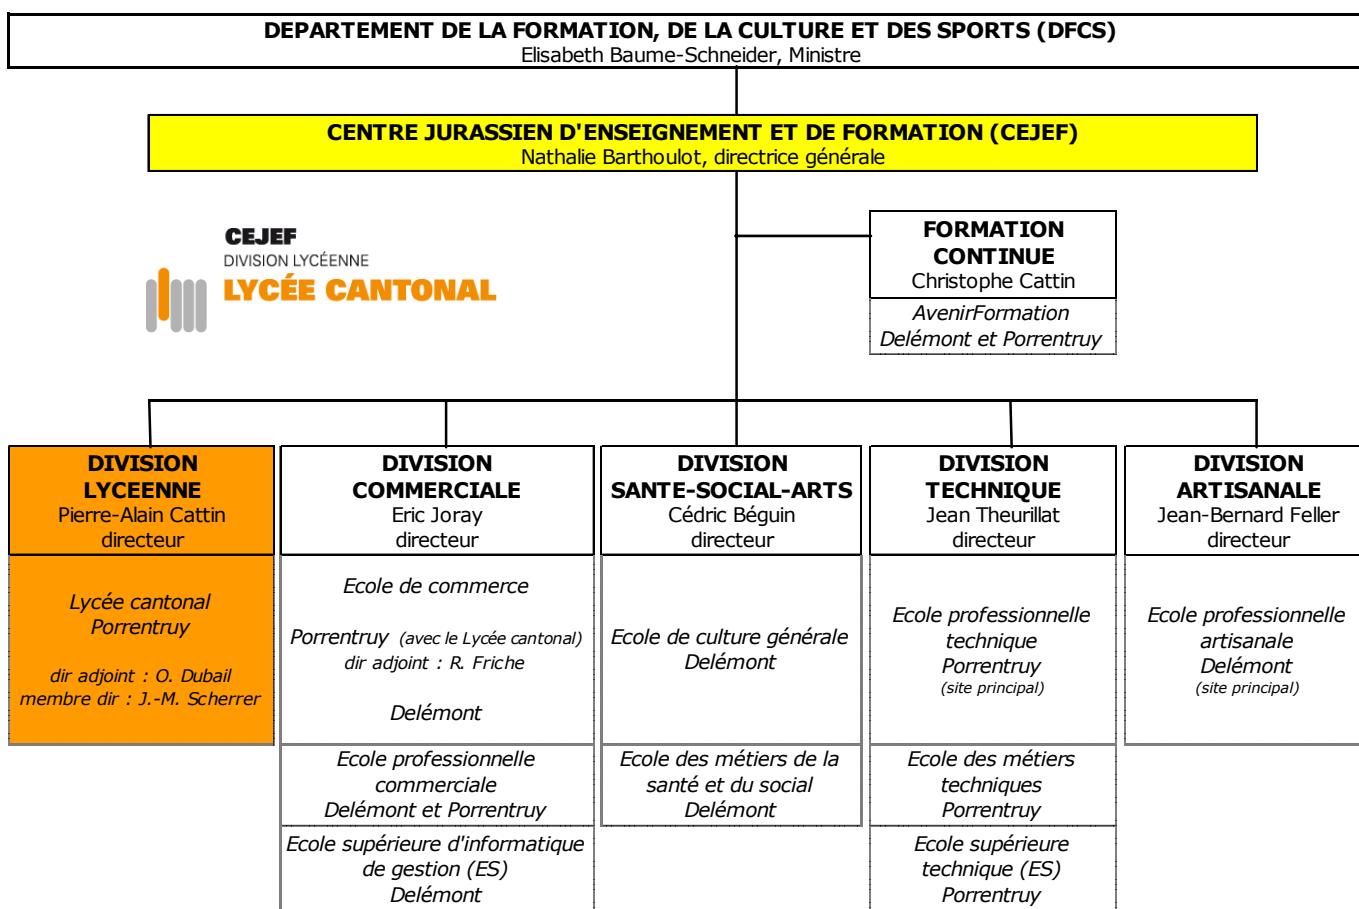 DEPARTEMENT DE LA FORMATION, DE LA CULTURE ET DES SPORTS (DFCS)
Elisabeth Baume-Schneider, Ministre
CENTRE JURASSIEN D'ENSEIGNEMENT ET DE FORMATION (CEJEF)
Nathalie Barthoulot, directrice générale
CEJEF
DIVISION LYCÉENNE
LYCÉE CANTONAL
FORMATION
CONTINUE
Christophe Cattin
AvenirFormation
Delémont et Porrentruy
DIVISION
LYCEENNE
Pierre-Alain Cattin
directeur
Lycée cantonal
Porrentruy
dir adjoint : O. Dubail
membre dir : J.-M. Scherrer
DIVISION
COMMERCIALE
Eric Joray
directeur
Ecole de commerce
Porrentruy (avec le Lycée cantonal)
dir adjoint : R. Friche
Delémont
Ecole professionnelle
commerciale
Delémont et Porrentruy
Ecole supérieure d'informatique
de gestion (ES)
Delémont
DIVISION
SANTE-SOCIAL-ARTS
Cédric Béguin
directeur
Ecole de culture générale
Delémont
Ecole des métiers de la
santé et du social
Delémont
DIVISION
TECHNIQUE
Jean Theurillat
directeur
Ecole professionnelle
technique
Porrentruy
(site principal)
Ecole des métiers
techniques
Porrentruy
Ecole supérieure
technique (ES)
Porrentruy
DIVISION
ARTISANALE
Jean-Bernard Feller
directeur
Ecole professionnelle
artisanale
Delémont
(site principal)